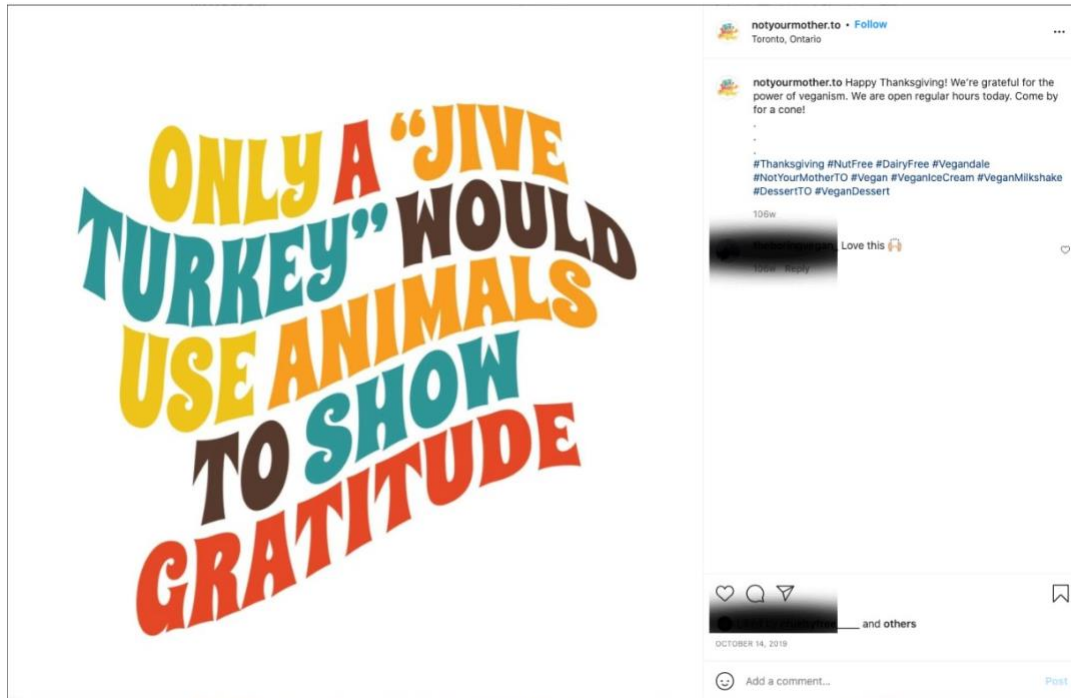 ONLY A "JIVE
TURKEY" WOULD
USE ANIMALS
TO SHOW
GRATITUDE
notyourmother.to • Follow
Toronto, Ontario
notyourmother.to Happy Thanksgiving! We're grateful for the
power of veganism. We are open regular hours today. Come by
for a cone!
.
.
.
#Thanksgiving #NutFree #DairyFree #Vegandale
#NotYourMotherTO #Vegan #VeganIceCream #VeganMilkshake
#DessertTO #VeganDessert
106w
Love this 🙌
106w Reply
and others
OCTOBER 14, 2019
Add a comment...
Post